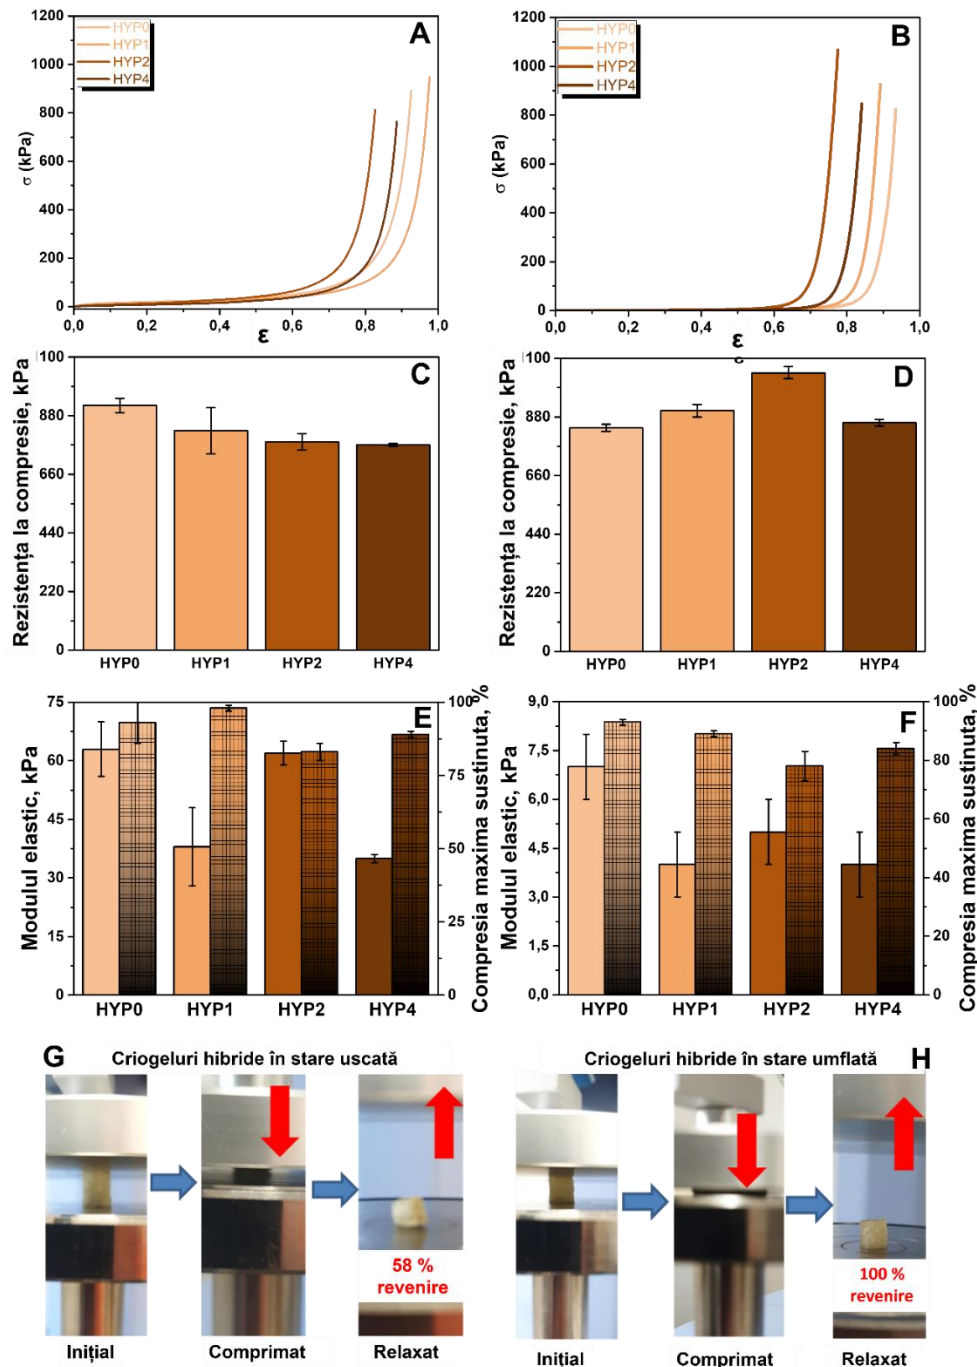 A
HYP0
HYP1
HYP2
HYP4
σ (kPa)
1200
1000
800
600
400
200
0
0,0 0,2 0,4 0,6 0,8 1,0
ε
B
HYP0
HYP1
HYP2
HYP4
σ (kPa)
1200
1000
800
600
400
200
0
0,0 0,2 0,4 0,6 0,8 1,0
ε
C
Rezistența la compresie, kPa
100
880
660
440
220
0
HYP0 HYP1 HYP2 HYP4
D
Rezistența la compresie, kPa
100
880
660
440
220
0
HYP0 HYP1 HYP2 HYP4
E
Modulul elastic, kPa
75
60
45
30
15
0
HYP0 HYP1 HYP2 HYP4
100
75
50
25
0
Compresia maxima sustinuta, %
F
Modulul elastic, kPa
9,0
7,5
6,0
4,5
3,0
1,5
0,0
HYP0 HYP1 HYP2 HYP4
100
80
60
40
20
0
Compresia maxima sustinuta, %
G
Criogeluri hibride în stare uscată
58 %
revenire
Inițial Comprimat Relaxat
Criogeluri hibride în stare umflată
H
100 %
revenire
Inițial Comprimat Relaxat